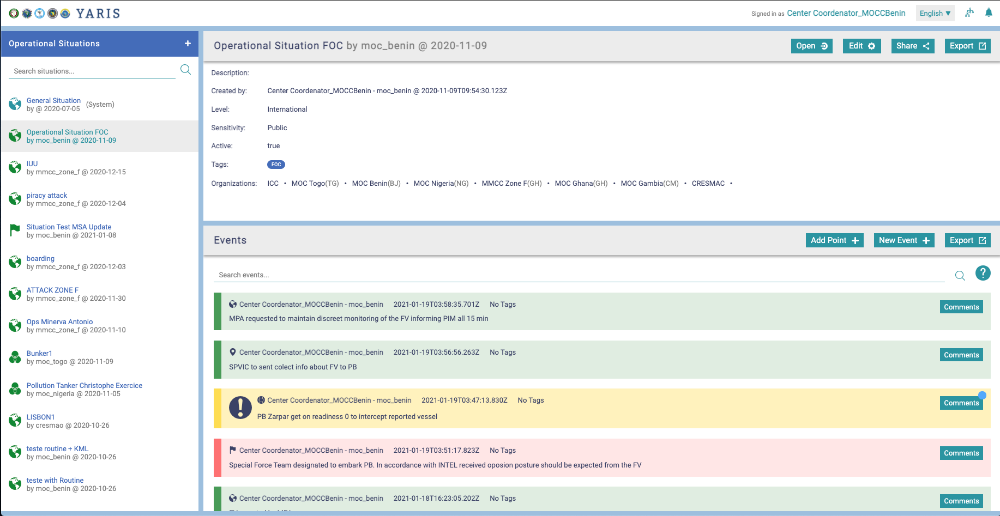 YARIS
Signed in as Center Coordenator_MOCCBenin
English ▼
Operational Situations +
Search situations...
General Situation
by @ 2020-07-05 (System)
Operational Situation FOC
by moc_benin @ 2020-11-09
IUU
by mmcc_zone_f @ 2020-12-15
piracy attack
by mmcc_zone_f @ 2020-12-04
Situation Test MSA Update
by moc_benin @ 2021-01-08
boarding
by mmcc_zone_f @ 2020-12-03
ATTACK ZONE F
by mmcc_zone_f @ 2020-11-30
Ops Minerva Antonio
by mmcc_zone_f @ 2020-11-10
Bunker1
by moc_togo @ 2020-11-09
Pollution Tanker Christophe Exercice
by moc_nigeria @ 2020-11-05
LISBON1
by cresmao @ 2020-10-26
teste routine + KML
by moc_benin @ 2020-10-26
teste with Routine
by moc_benin @ 2020-10-26
Operational Situation FOC by moc_benin @ 2020-11-09
Open
Edit
Share
Export
Description:
Created by: Center Coordenator_MOCCBenin - moc_benin @ 2020-11-09T09:54:30.123Z
Level: International
Sensitivity: Public
Active: true
Tags: FOC
Organizations: ICC • MOC Togo(TG) • MOC Benin(BJ) • MOC Nigeria(NG) • MMCC Zone F(GH) • MOC Ghana(GH) • MOC Gambia(CM) • CRESMAC •
Events
Add Point +
New Event +
Export
Search events...
?
Center Coordenator_MOCCBenin - moc_benin 2021-01-19T03:58:35.701Z No Tags
Comments
MPA requested to maintain discreet monitoring of the FV informing PIM all 15 min
Center Coordenator_MOCCBenin - moc_benin 2021-01-19T03:56:56.263Z No Tags
Comments
SPVIC to sent colect info about FV to PB
Center Coordenator_MOCCBenin - moc_benin 2021-01-19T03:47:13.830Z No Tags
Comments
PB Zarpar get on readiness 0 to intercept reported vessel
Center Coordenator_MOCCBenin - moc_benin 2021-01-19T03:51:17.823Z No Tags
Comments
Special Force Team designated to embark PB. In accordance with INTEL received oposion posture should be expected from the FV
Center Coordenator_MOCCBenin - moc_benin 2021-01-18T16:23:05.202Z No Tags
Comments